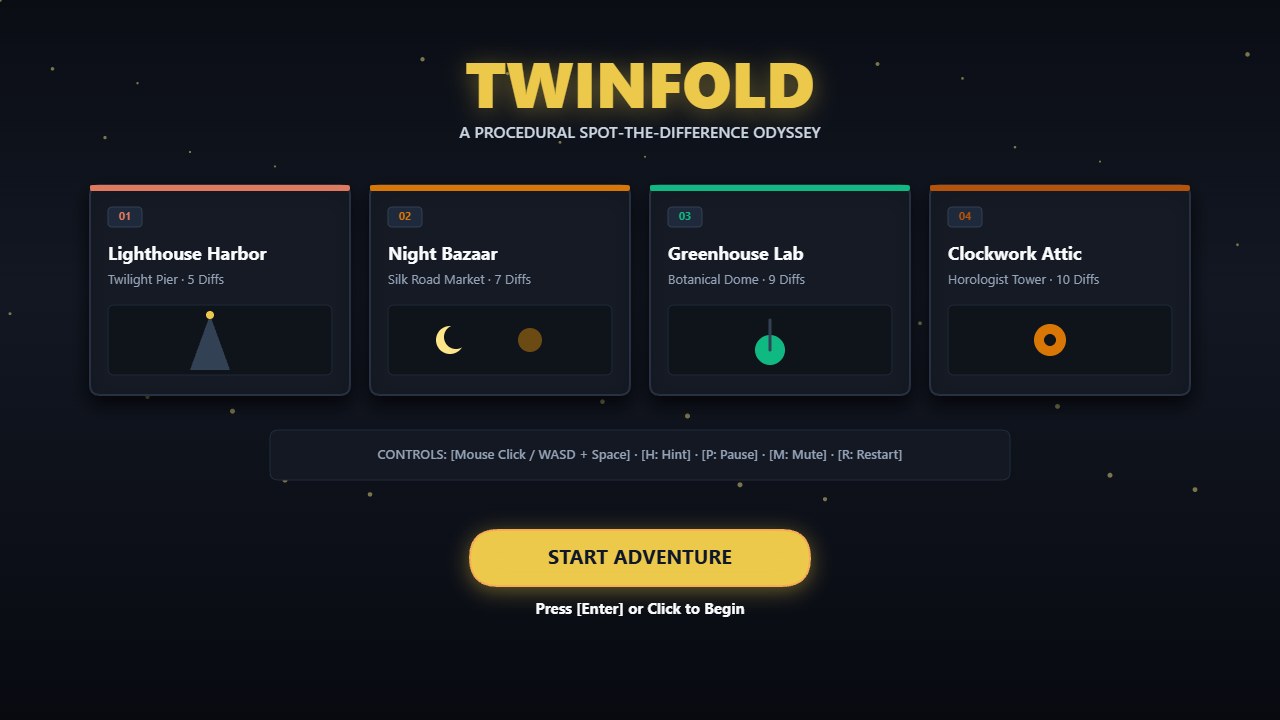 TWINFOLD
A PROCEDURAL SPOT-THE-DIFFERENCE ODYSSEY
01
Lighthouse Harbor
Twilight Pier · 5 Diffs
02
Night Bazaar
Silk Road Market · 7 Diffs
03
Greenhouse Lab
Botanical Dome · 9 Diffs
04
Clockwork Attic
Horologist Tower · 10 Diffs
CONTROLS: [Mouse Click / WASD + Space] · [H: Hint] · [P: Pause] · [M: Mute] · [R: Restart]
START ADVENTURE
Press [Enter] or Click to Begin